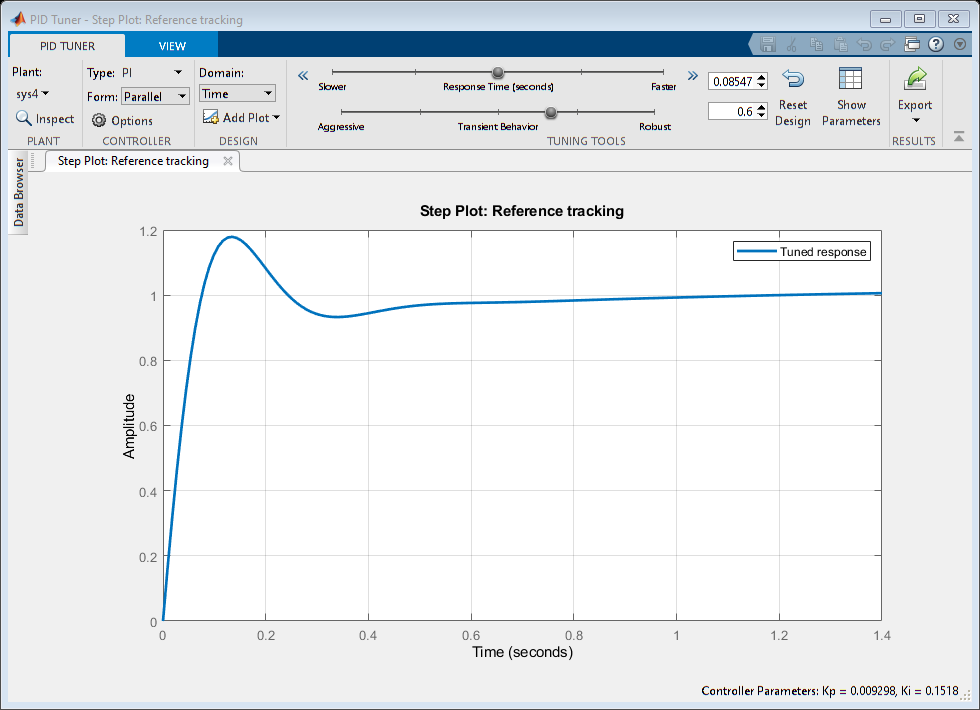 PID Tuner - Step Plot: Reference tracking
PID TUNER VIEW
Plant: Type: PI Domain:
sys4 Form: Parallel Time
Inspect Options Add Plot
Slower Response Time (seconds) Faster 0.08547
Aggressive Transient Behavior Robust 0.6
Reset Design
Show Parameters
Export
PLANT CONTROLLER DESIGN TUNING TOOLS RESULTS
Data Browser
Step Plot: Reference tracking
Step Plot: Reference tracking
Tuned response
1.2
1
0.8
0.6
0.4
0.2
0
Amplitude
0 0.2 0.4 0.6 0.8 1 1.2 1.4
Time (seconds)
Controller Parameters: Kp = 0.009298, Ki = 0.1518